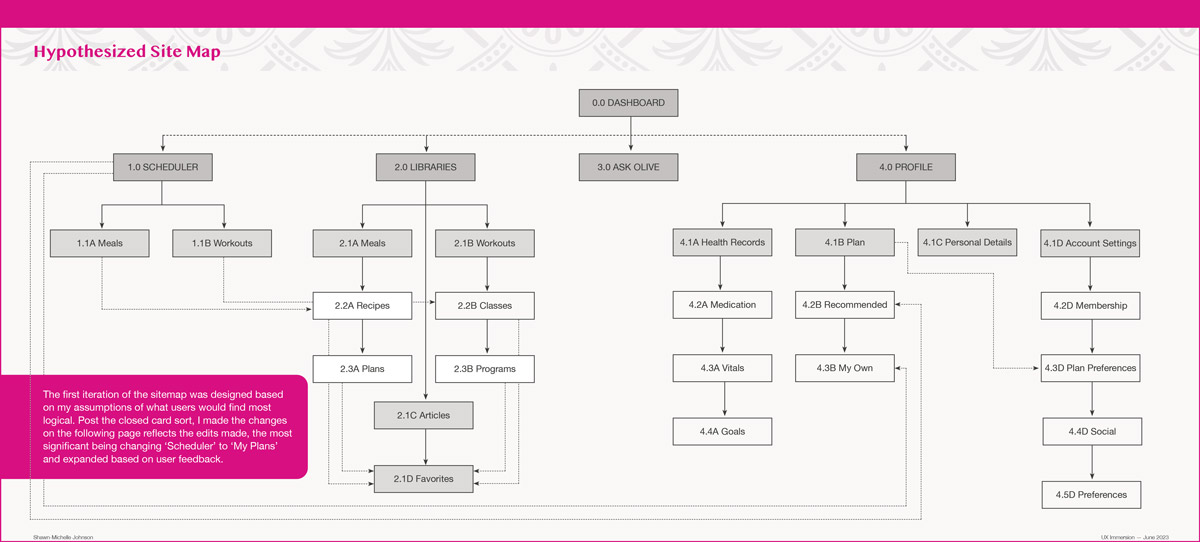 Hypothesized Site Map
0.0 DASHBOARD
1.0 SCHEDULER
2.0 LIBRARIES
3.0 ASK OLIVE
4.0 PROFILE
1.1A Meals
1.1B Workouts
2.1A Meals
2.1B Workouts
4.1A Health Records
4.1B Plan
4.1C Personal Details
4.1D Account Settings
2.2A Recipes
2.2B Classes
4.2A Medication
4.2B Recommended
4.2D Membership
2.3A Plans
2.3B Programs
4.3A Vitals
4.3B My Own
4.3D Plan Preferences
2.1C Articles
4.4A Goals
4.4D Social
2.1D Favorites
4.5D Preferences
The first iteration of the sitemap was designed based
on my assumptions of what users would find most
logical. Post the closed card sort, I made the changes
on the following page reflects the edits made, the most
significant being changing ‘Scheduler’ to ‘My Plans’
and expanded based on user feedback.
Shawn-Michelle Johnson
UX Immersion — June 2023